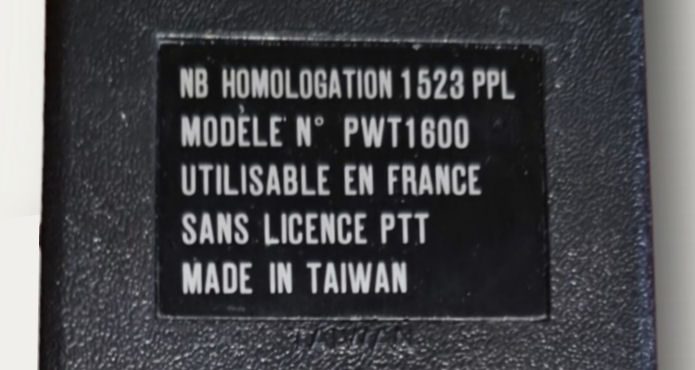 NB HOMOLOGATION 1523 PPL
MODÈLE N° PWT1600
UTILISABLE EN FRANCE
SANS LICENCE PTT
MADE IN TAIWAN